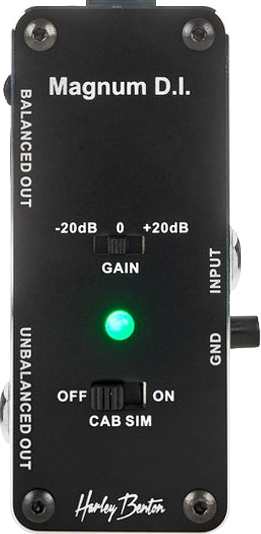 Magnum D.I.
BALANCED OUT
-20dB 0 +20dB
GAIN
INPUT
GND
UNBALANCED OUT
OFF ON
CAB SIM
Harley Benton